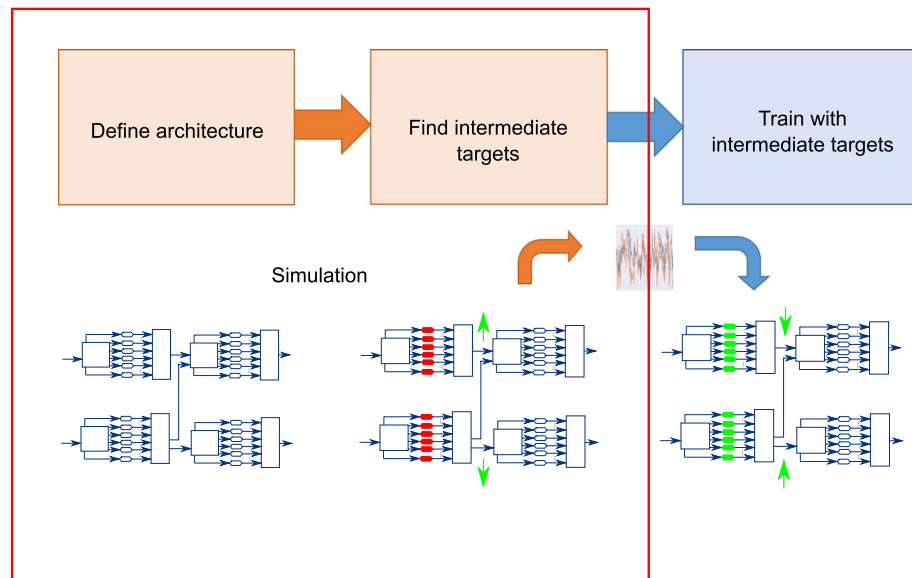 Define architecture
Find intermediate
targets
Train with
intermediate targets
Simulation